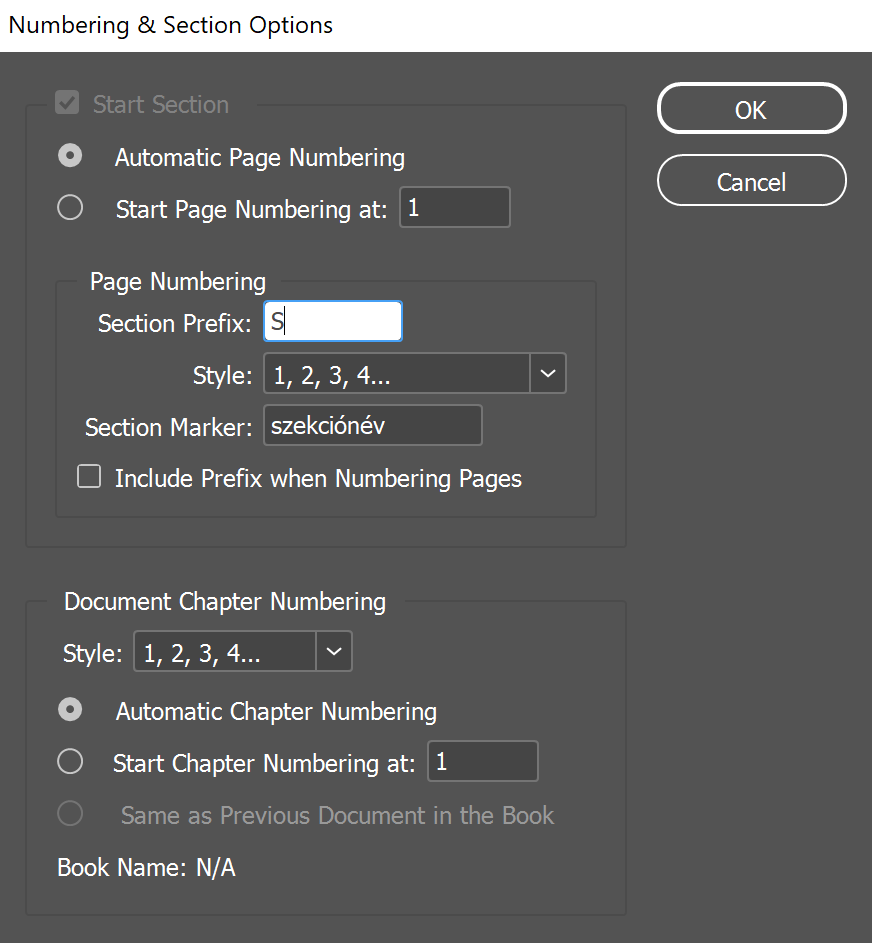 Numbering & Section Options
Start Section
OK
Automatic Page Numbering
Start Page Numbering at: 1
Cancel
Page Numbering
Section Prefix: S
Style: 1, 2, 3, 4...
Section Marker: szekciónév
Include Prefix when Numbering Pages
Document Chapter Numbering
Style: 1, 2, 3, 4...
Automatic Chapter Numbering
Start Chapter Numbering at: 1
Same as Previous Document in the Book
Book Name: N/A